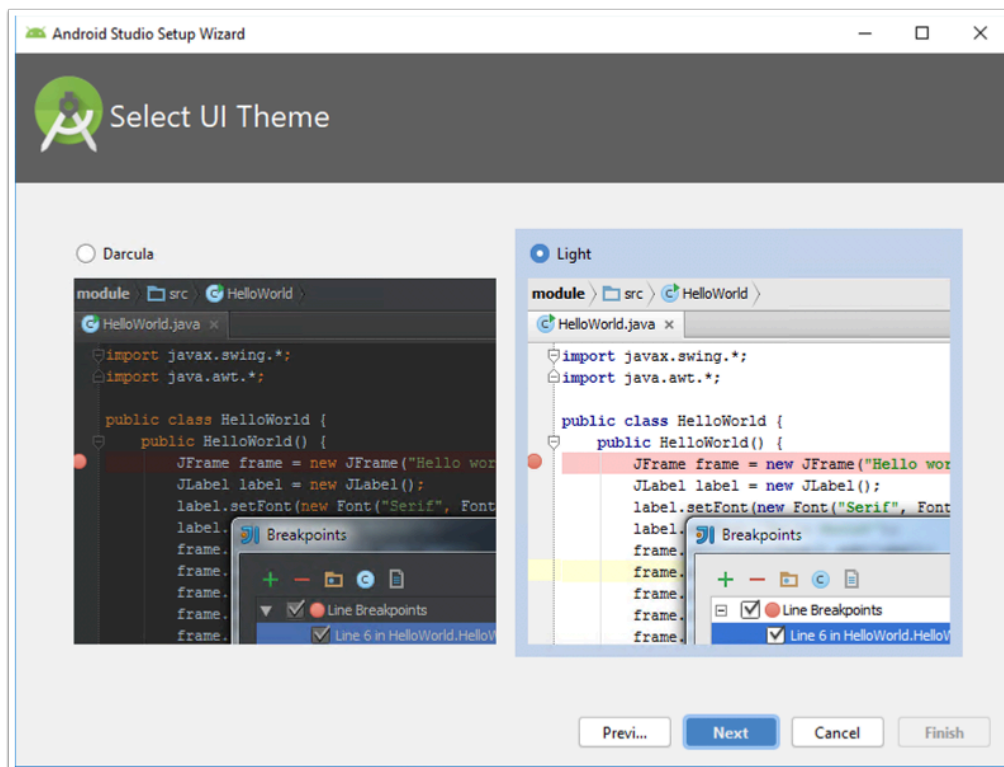 Android Studio Setup Wizard
Select UI Theme
Darcula
module src HelloWorld
HelloWorld.java ×
import javax.swing.*;
import java.awt.*;
public class HelloWorld {
public HelloWorld() {
JFrame frame = new JFrame("Hello wor
JLabel label = new JLabel();
label.setFont(new Font("Serif", Font
label.
frame.
frame.
frame.
frame.
frame.
Breakpoints
Line Breakpoints
Line 6 in HelloWorld.HelloW
Light
module src HelloWorld
HelloWorld.java ×
import javax.swing.*;
import java.awt.*;
public class HelloWorld {
public HelloWorld() {
JFrame frame = new JFrame("Hello wor
JLabel label = new JLabel();
label.setFont(new Font("Serif", Font
label.
frame.
frame.
frame.
frame.
frame.
Breakpoints
Line Breakpoints
Line 6 in HelloWorld.HelloW
Previ...
Next
Cancel
Finish